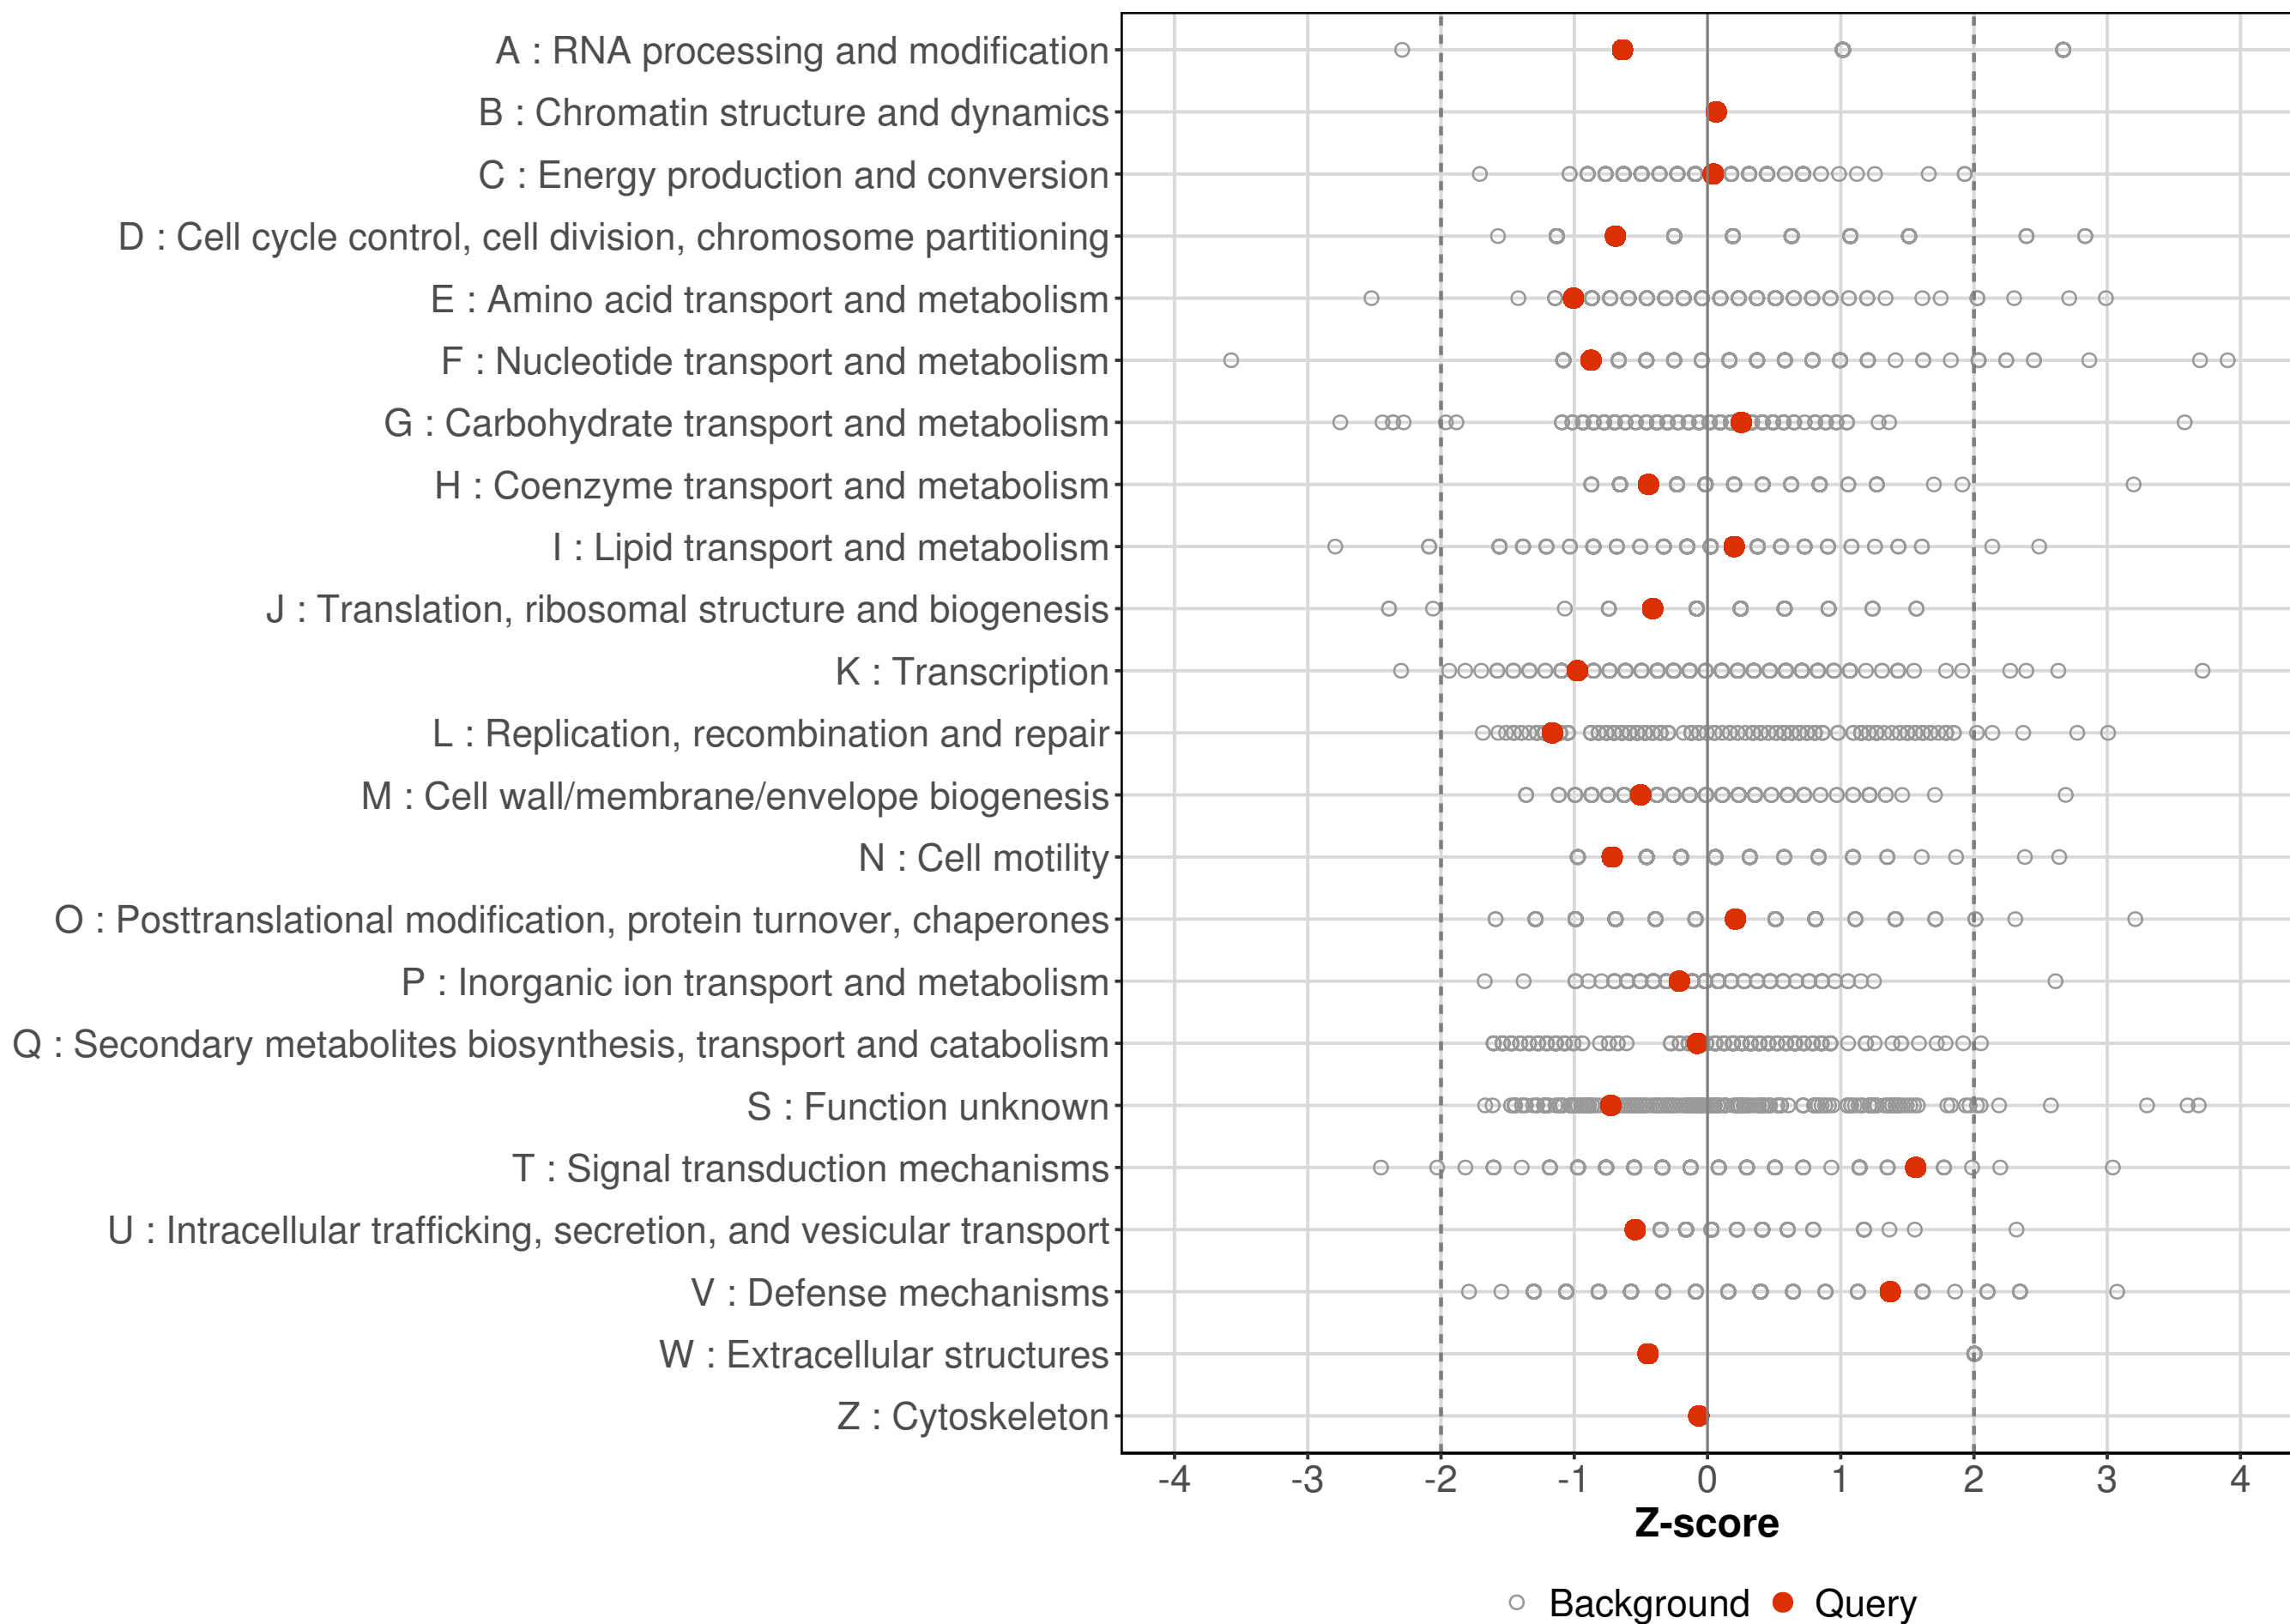 A : RNA processing and modification
B : Chromatin structure and dynamics
C : Energy production and conversion
D : Cell cycle control, cell division, chromosome partitioning
E : Amino acid transport and metabolism
F : Nucleotide transport and metabolism
G : Carbohydrate transport and metabolism
H : Coenzyme transport and metabolism
I : Lipid transport and metabolism
J : Translation, ribosomal structure and biogenesis
K : Transcription
L : Replication, recombination and repair
M : Cell wall/membrane/envelope biogenesis
N : Cell motility
O : Posttranslational modification, protein turnover, chaperones
P : Inorganic ion transport and metabolism
Q : Secondary metabolites biosynthesis, transport and catabolism
S : Function unknown
T : Signal transduction mechanisms
U : Intracellular trafficking, secretion, and vesicular transport
V : Defense mechanisms
W : Extracellular structures
Z : Cytoskeleton
-4 -3 -2 -1 0 1 2 3 4
Z-score
Background Query